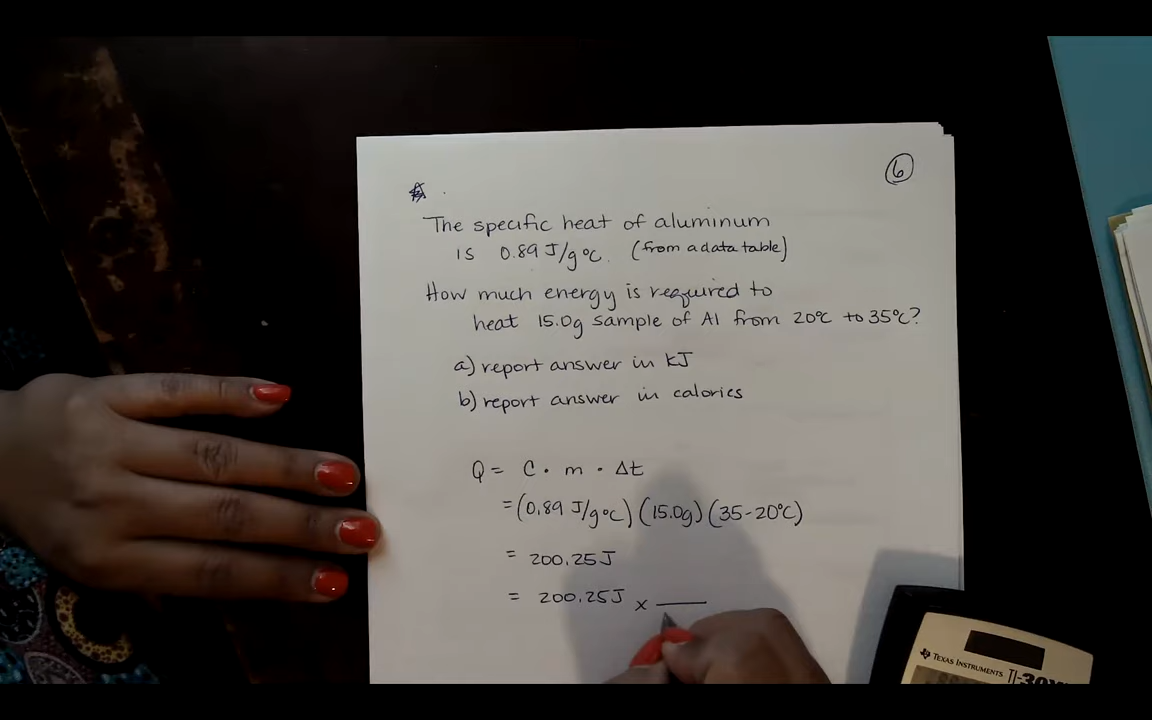 6
The specific heat of aluminum
is 0.89 J/g°C. (from a data table)
How much energy is required to
heat 15.0g sample of Al from 20°C to 35°C?
a) report answer in kJ
b) report answer in calories
Q = C · m · Δt
= (0.89 J/g°C) (15.0g) (35-20°C)
= 200.25 J
= 200.25 J x
TEXAS INSTRUMENTS